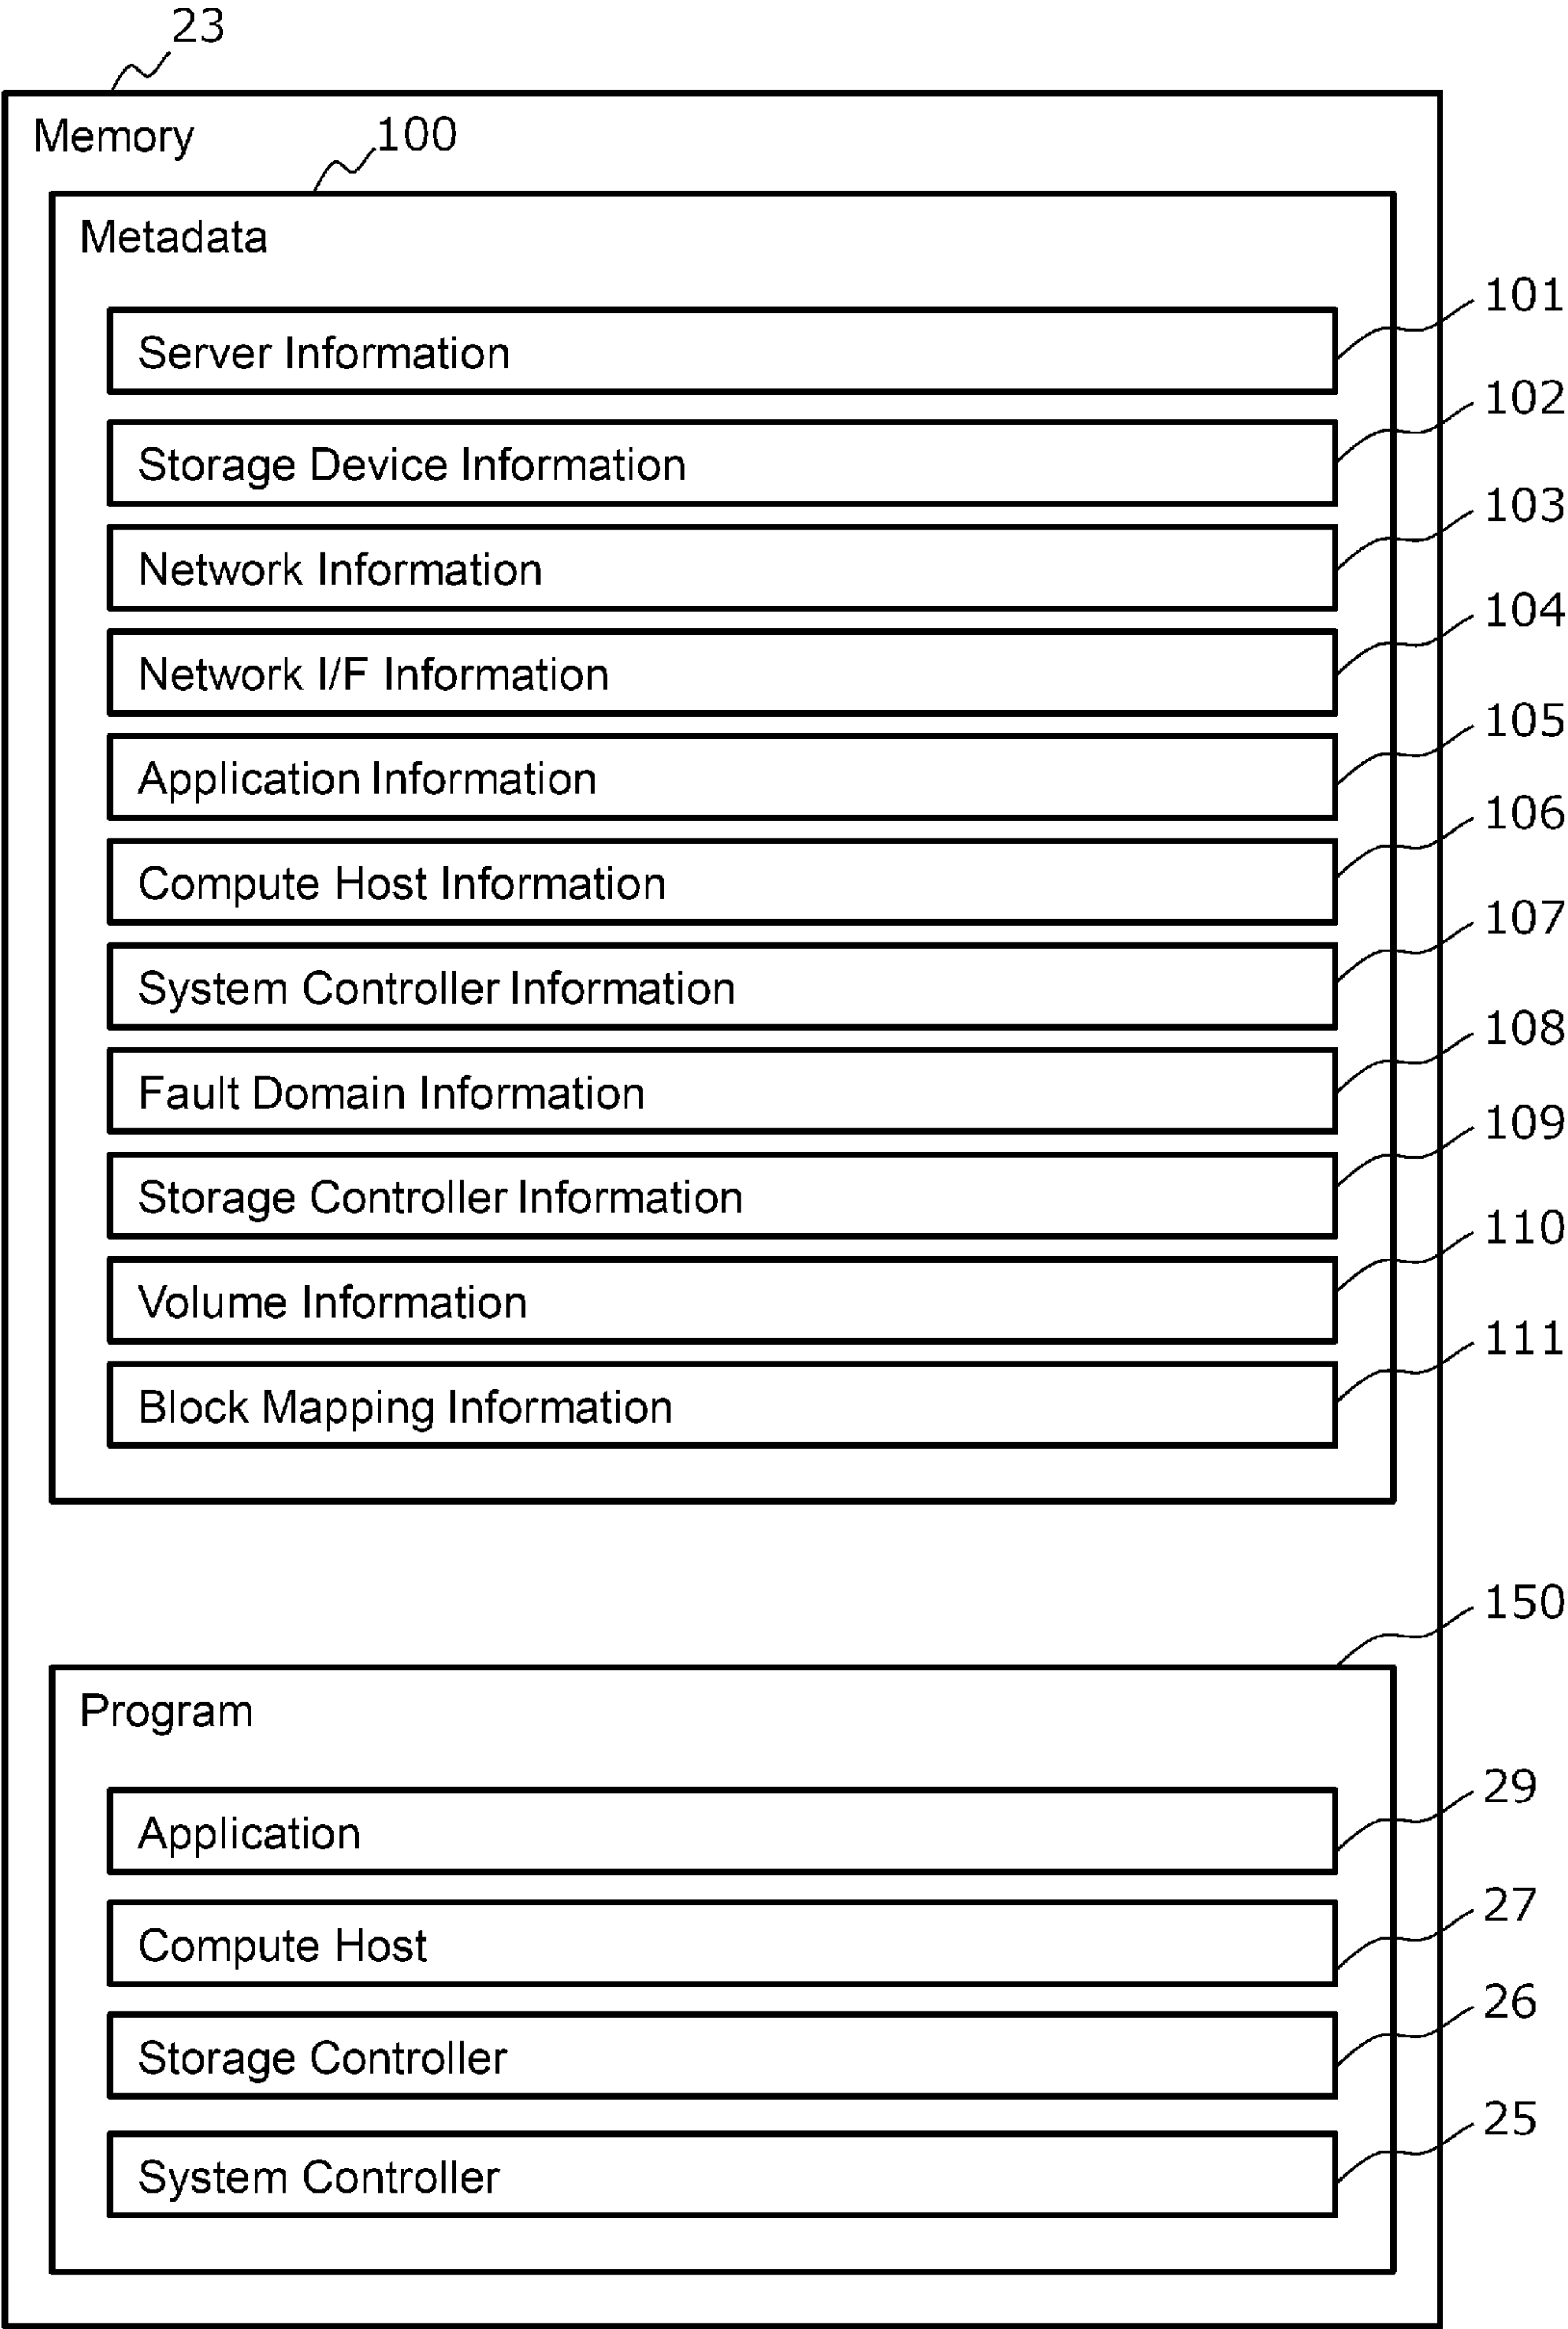 23
Memory
100
Metadata
Server Information 101
Storage Device Information 102
Network Information 103
Network I/F Information 104
Application Information 105
Compute Host Information 106
System Controller Information 107
Fault Domain Information 108
Storage Controller Information 109
Volume Information 110
Block Mapping Information 111
150
Program
Application 29
Compute Host 27
Storage Controller 26
System Controller 25